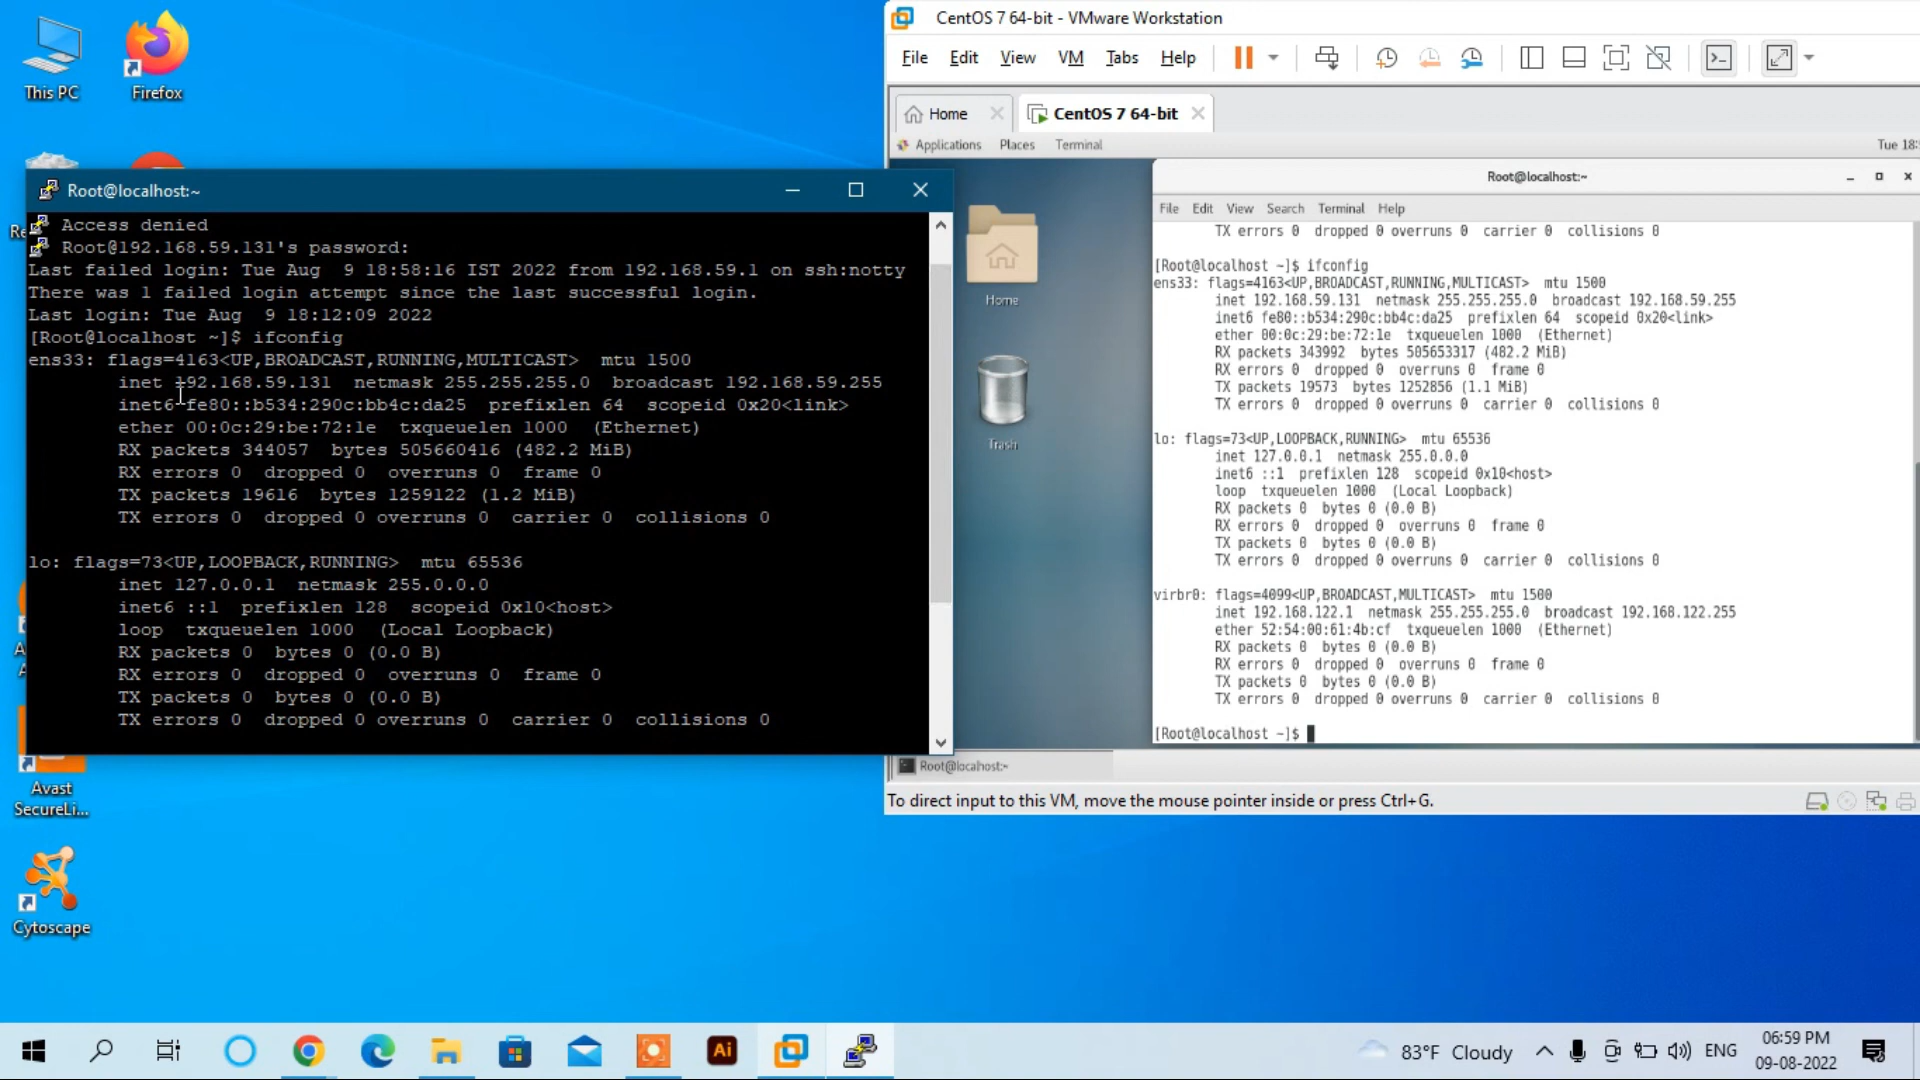 This PC
Firefox
Re
Avast
SecureLi...
Cytoscape
Root@localhost:~
Access denied
Root@192.168.59.131's password:
Last failed login: Tue Aug  9 18:58:16 IST 2022 from 192.168.59.1 on ssh:notty
There was 1 failed login attempt since the last successful login.
Last login: Tue Aug  9 18:12:09 2022
[Root@localhost ~]$ ifconfig
ens33: flags=4163<UP,BROADCAST,RUNNING,MULTICAST>  mtu 1500
inet 192.168.59.131  netmask 255.255.255.0  broadcast 192.168.59.255
inet6 fe80::b534:290c:bb4c:da25  prefixlen 64  scopeid 0x20<link>
ether 00:0c:29:be:72:1e  txqueuelen 1000  (Ethernet)
RX packets 344057  bytes 505660416 (482.2 MiB)
RX errors 0  dropped 0  overruns 0  frame 0
TX packets 19616  bytes 1259122 (1.2 MiB)
TX errors 0  dropped 0 overruns 0  carrier 0  collisions 0
lo: flags=73<UP,LOOPBACK,RUNNING>  mtu 65536
inet 127.0.0.1  netmask 255.0.0.0
inet6 ::1  prefixlen 128  scopeid 0x10<host>
loop  txqueuelen 1000  (Local Loopback)
RX packets 0  bytes 0 (0.0 B)
RX errors 0  dropped 0  overruns 0  frame 0
TX packets 0  bytes 0 (0.0 B)
TX errors 0  dropped 0 overruns 0  carrier 0  collisions 0
CentOS 7 64-bit - VMware Workstation
File Edit View VM Tabs Help
Home
CentOS 7 64-bit
Applications Places Terminal
Tue 18:
Home
Trash
Root@localhost:~
File Edit View Search Terminal Help
TX errors 0  dropped 0 overruns 0  carrier 0  collisions 0
[Root@localhost ~]$ ifconfig
ens33: flags=4163<UP,BROADCAST,RUNNING,MULTICAST>  mtu 1500
inet 192.168.59.131  netmask 255.255.255.0  broadcast 192.168.59.255
inet6 fe80::b534:290c:bb4c:da25  prefixlen 64  scopeid 0x20<link>
ether 00:0c:29:be:72:1e  txqueuelen 1000  (Ethernet)
RX packets 343992  bytes 505653317 (482.2 MiB)
RX errors 0  dropped 0  overruns 0  frame 0
TX packets 19573  bytes 1252856 (1.1 MiB)
TX errors 0  dropped 0 overruns 0  carrier 0  collisions 0
lo: flags=73<UP,LOOPBACK,RUNNING>  mtu 65536
inet 127.0.0.1  netmask 255.0.0.0
inet6 ::1  prefixlen 128  scopeid 0x10<host>
loop  txqueuelen 1000  (Local Loopback)
RX packets 0  bytes 0 (0.0 B)
RX errors 0  dropped 0  overruns 0  frame 0
TX packets 0  bytes 0 (0.0 B)
TX errors 0  dropped 0 overruns 0  carrier 0  collisions 0
virbr0: flags=4099<UP,BROADCAST,MULTICAST>  mtu 1500
inet 192.168.122.1  netmask 255.255.255.0  broadcast 192.168.122.255
ether 52:54:00:61:4b:cf  txqueuelen 1000  (Ethernet)
RX packets 0  bytes 0 (0.0 B)
RX errors 0  dropped 0  overruns 0  frame 0
TX packets 0  bytes 0 (0.0 B)
TX errors 0  dropped 0 overruns 0  carrier 0  collisions 0
[Root@localhost ~]$
Root@localhost:~
To direct input to this VM, move the mouse pointer inside or press Ctrl+G.
Ai
83°F Cloudy
ENG
06:59 PM
09-08-2022